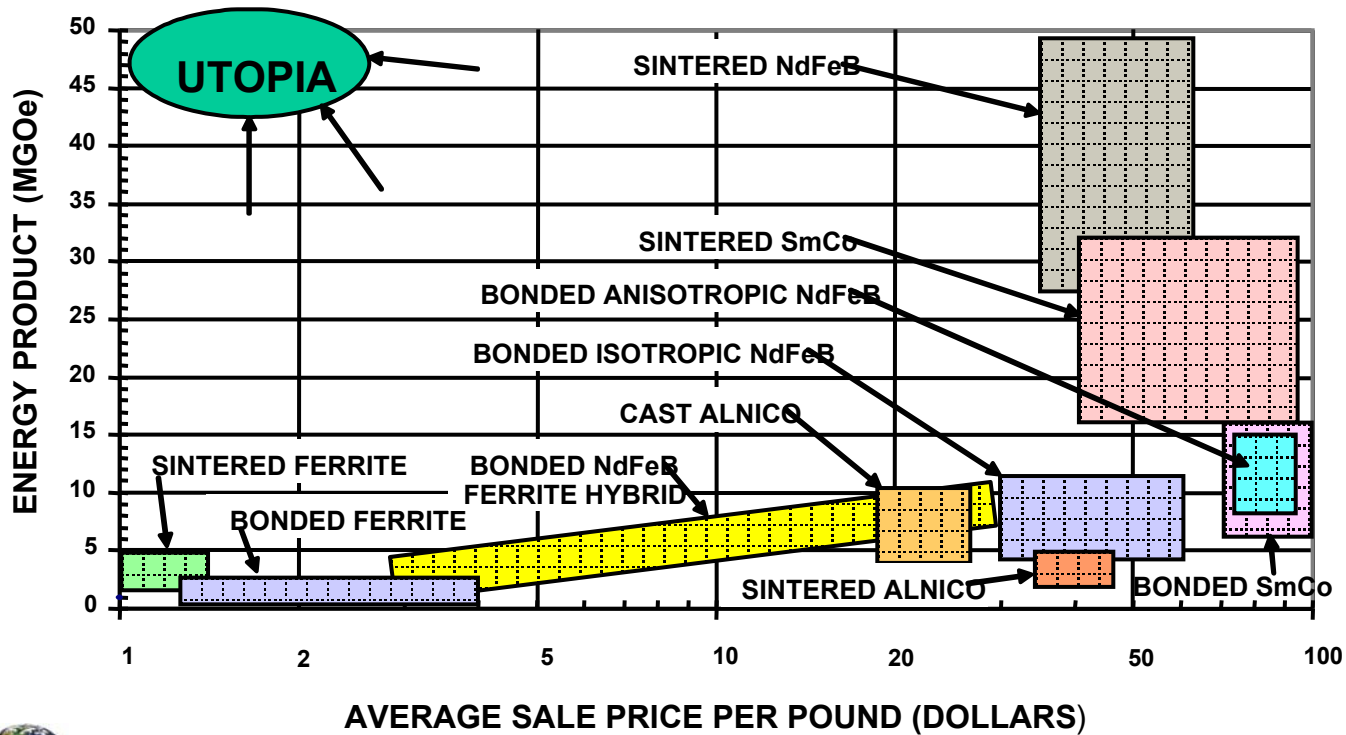 50
UTOPIA
SINTERED NdFeB
45
40
35
SINTERED SmCo
30
BONDED ANISOTROPIC NdFeB
25
BONDED ISOTROPIC NdFeB
20
CAST ALNICO
15
SINTERED FERRITE
BONDED NdFeB
FERRITE HYBRID
10
BONDED FERRITE
5
SINTERED ALNICO
BONDED SmCo
0
ENERGY PRODUCT (MGOe)
1 2 5 10 20 50 100
AVERAGE SALE PRICE PER POUND (DOLLARS)